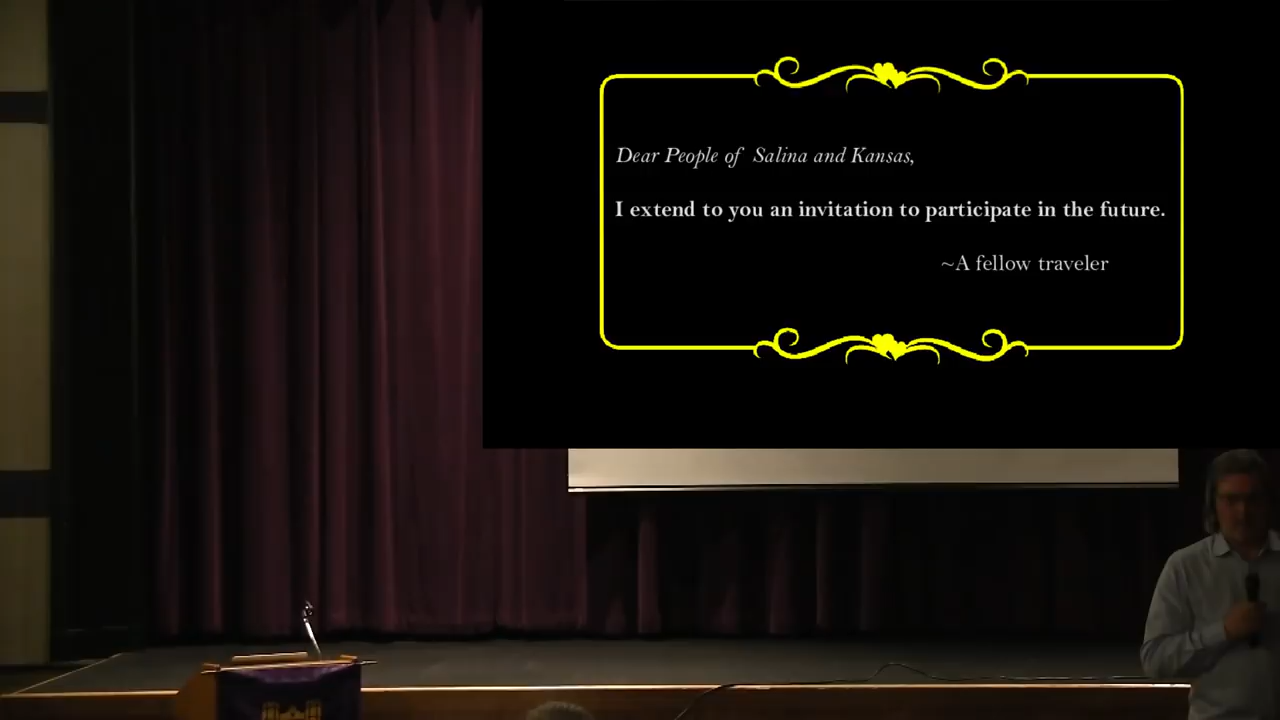 Dear People of Salina and Kansas,
I extend to you an invitation to participate in the future.
~A fellow traveler